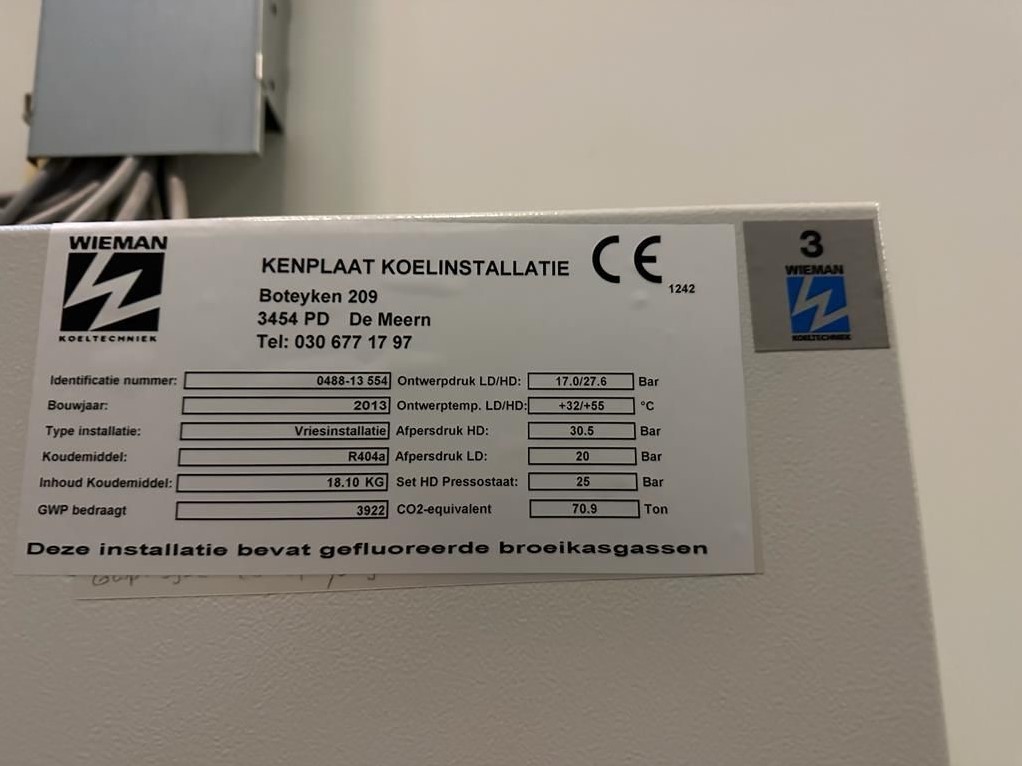 WIEMAN
KOELTECHNIEK
KENPLAAT KOELINSTALLATIE CE
1242
Boteyken 209
3454 PD De Meern
Tel: 030 677 17 97
3
WIEMAN
KOELTECHNIEK
Identificatie nummer: 0488-13 554 Ontwerpdruk LD/HD: 17.0/27.6 Bar
Bouwjaar: 2013 Ontwerptemp. LD/HD: +32/+55 °C
Type installatie: Vriesinstallatie Afpersdruk HD: 30.5 Bar
Koudemiddel: R404a Afpersdruk LD: 20 Bar
Inhoud Koudemiddel: 18.10 KG Set HD Pressostaat: 25 Bar
GWP bedraagt 3922 CO2-equivalent 70.9 Ton
Deze installatie bevat gefluoreerde broeikasgassen